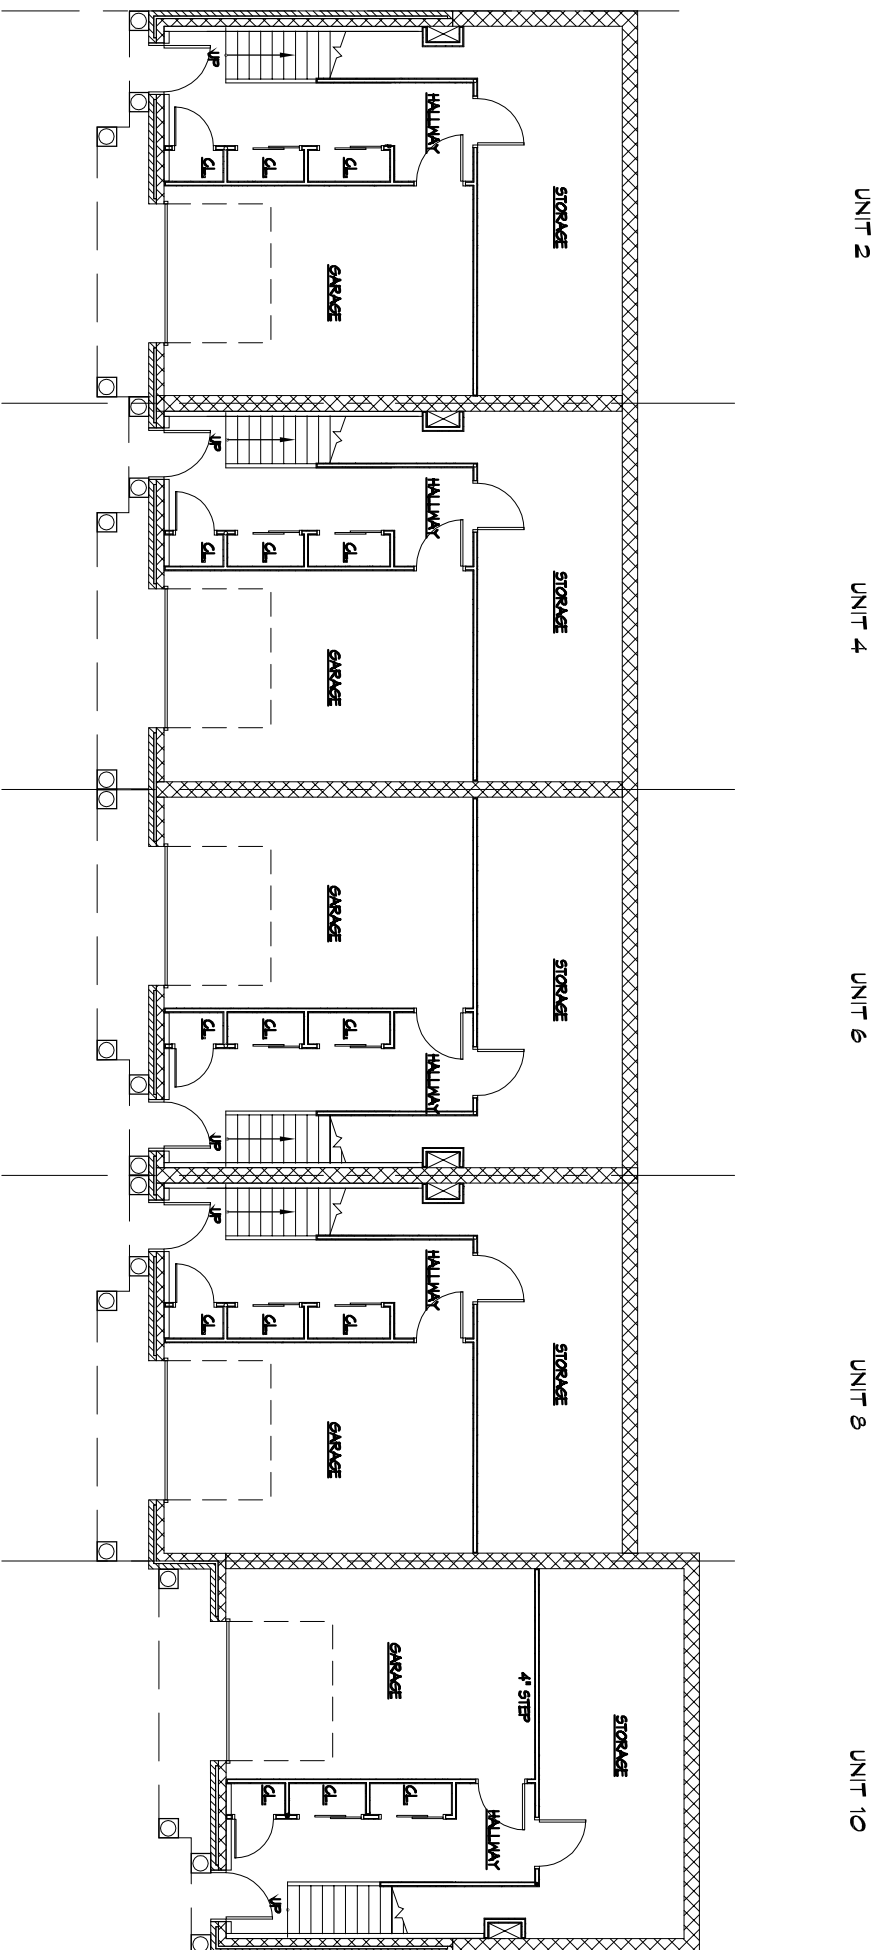 UNIT 2
UP
HALLWAY
CL.
CL.
CL.
STORAGE
GARAGE
UNIT 4
UP
HALLWAY
CL.
CL.
CL.
STORAGE
GARAGE
UNIT 6
GARAGE
STORAGE
CL.
CL.
CL.
HALLWAY
UP
UNIT 8
UP
HALLWAY
CL.
CL.
CL.
STORAGE
GARAGE
UNIT 10
GARAGE
4" STEP
STORAGE
CL.
CL.
CL.
HALLWAY
UP